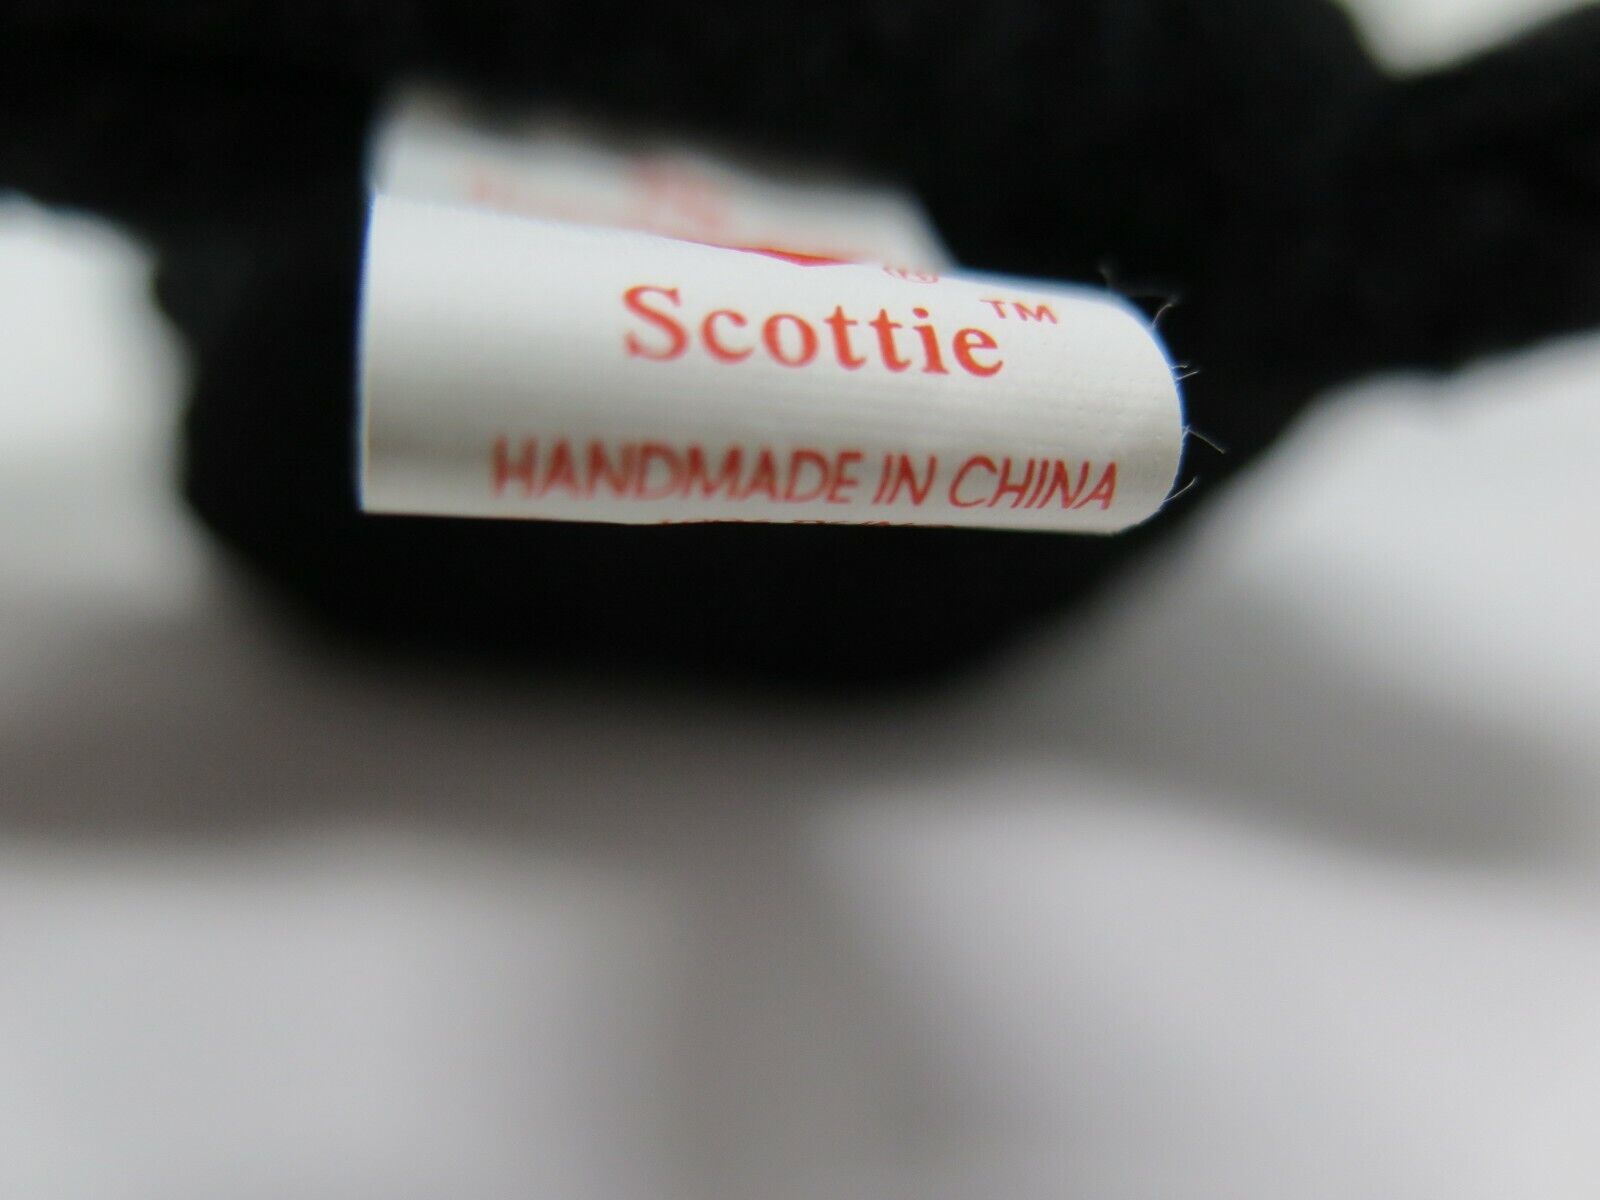 ®
Scottie™
HANDMADE IN CHINA